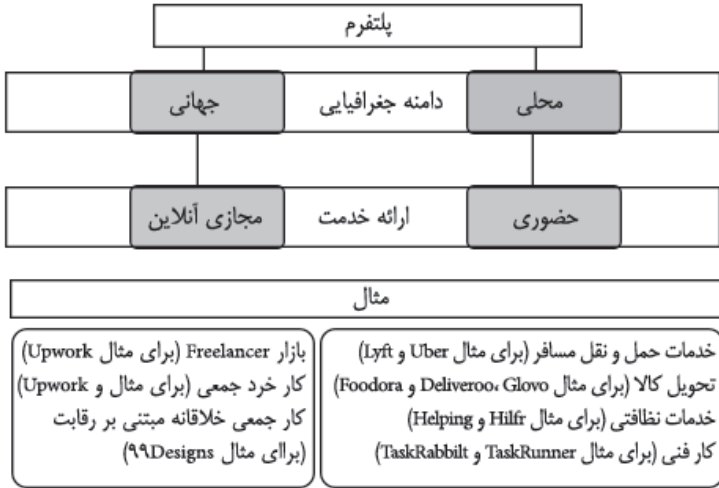 پلتفرم
محلی دامنه جغرافیایی جهانی
حضوری ارائه خدمت مجازی آنلاین
مثال
خدمات حمل و نقل مسافر (برای مثال Uber و Lyft)
تحویل کالا (برای مثال Deliveroo، Glovo و Foodora)
خدمات نظافتی (برای مثال Hilfr و Helping)
کار فنی (برای مثال TaskRunner و TaskRabbilt)
بازار Freelancer (برای مثال Upwork)
کار خرد جمعی (برای مثال و Upwork)
کار جمعی خلاقانه مبتنی بر رقابت
(براای مثال ۹۹Designs)